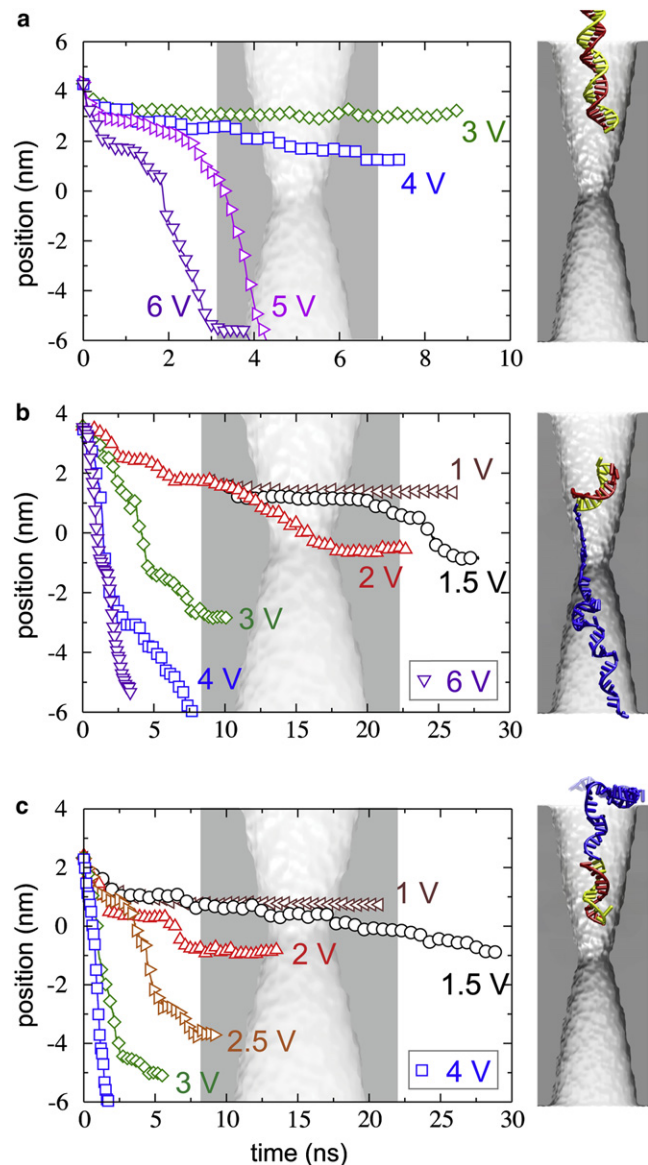 a
6
4
2
0
-2
-4
-6
position (nm)
3 V
4 V
5 V
6 V
0 2 4 6 8 10
b
4
2
0
-2
-4
-6
position (nm)
1 V
2 V
1.5 V
3 V
4 V
6 V
0 5 10 15 20 25 30
c
4
2
0
-2
-4
-6
position (nm)
1 V
2 V
1.5 V
2.5 V
3 V
4 V
0 5 10 15 20 25 30
time (ns)